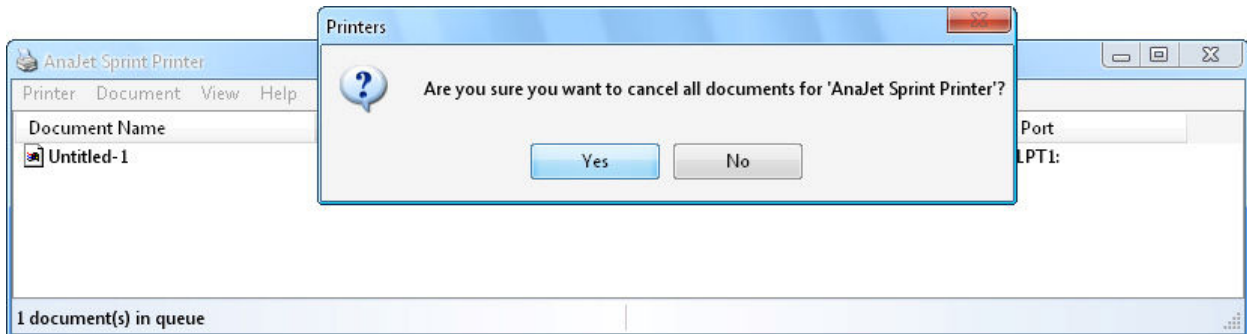 Printers
AnaJet Sprint Printer
Printer Document View Help
Are you sure you want to cancel all documents for 'AnaJet Sprint Printer'?
Yes No
Document Name Port
Untitled-1 LPT1:
1 document(s) in queue